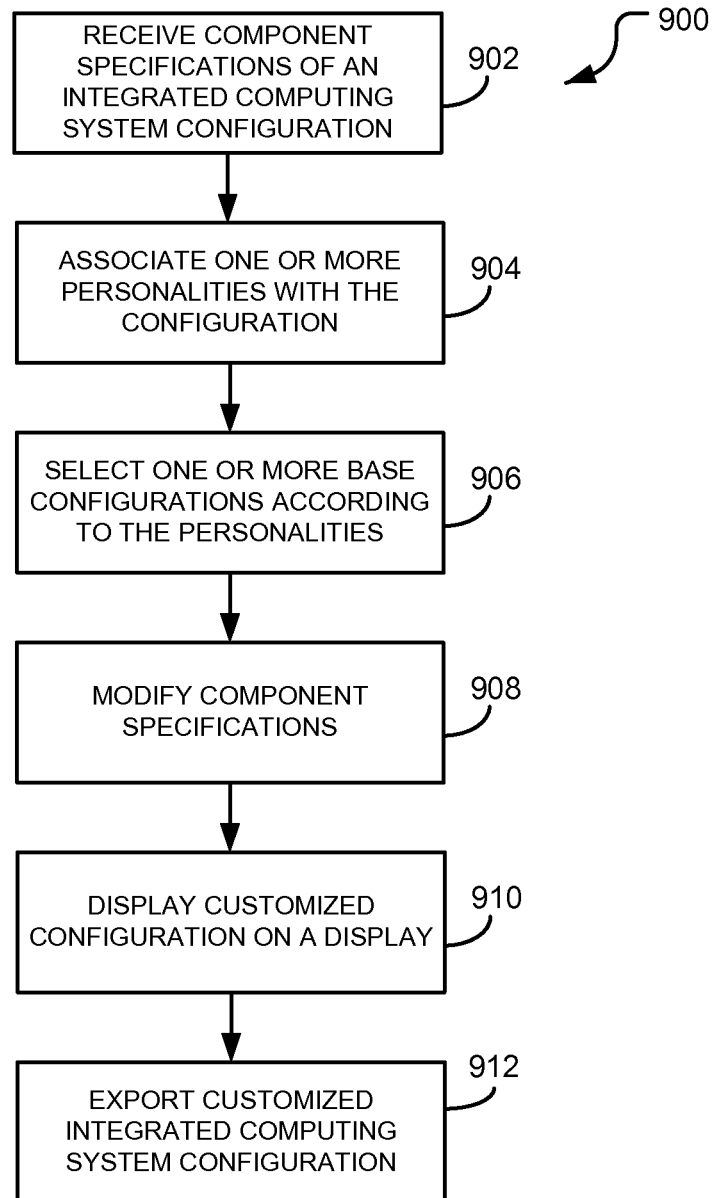 900
RECEIVE COMPONENT
SPECIFICATIONS OF AN
INTEGRATED COMPUTING
SYSTEM CONFIGURATION
902
ASSOCIATE ONE OR MORE
PERSONALITIES WITH THE
CONFIGURATION
904
SELECT ONE OR MORE BASE
CONFIGURATIONS ACCORDING
TO THE PERSONALITIES
906
MODIFY COMPONENT
SPECIFICATIONS
908
DISPLAY CUSTOMIZED
CONFIGURATION ON A DISPLAY
910
EXPORT CUSTOMIZED
INTEGRATED COMPUTING
SYSTEM CONFIGURATION
912